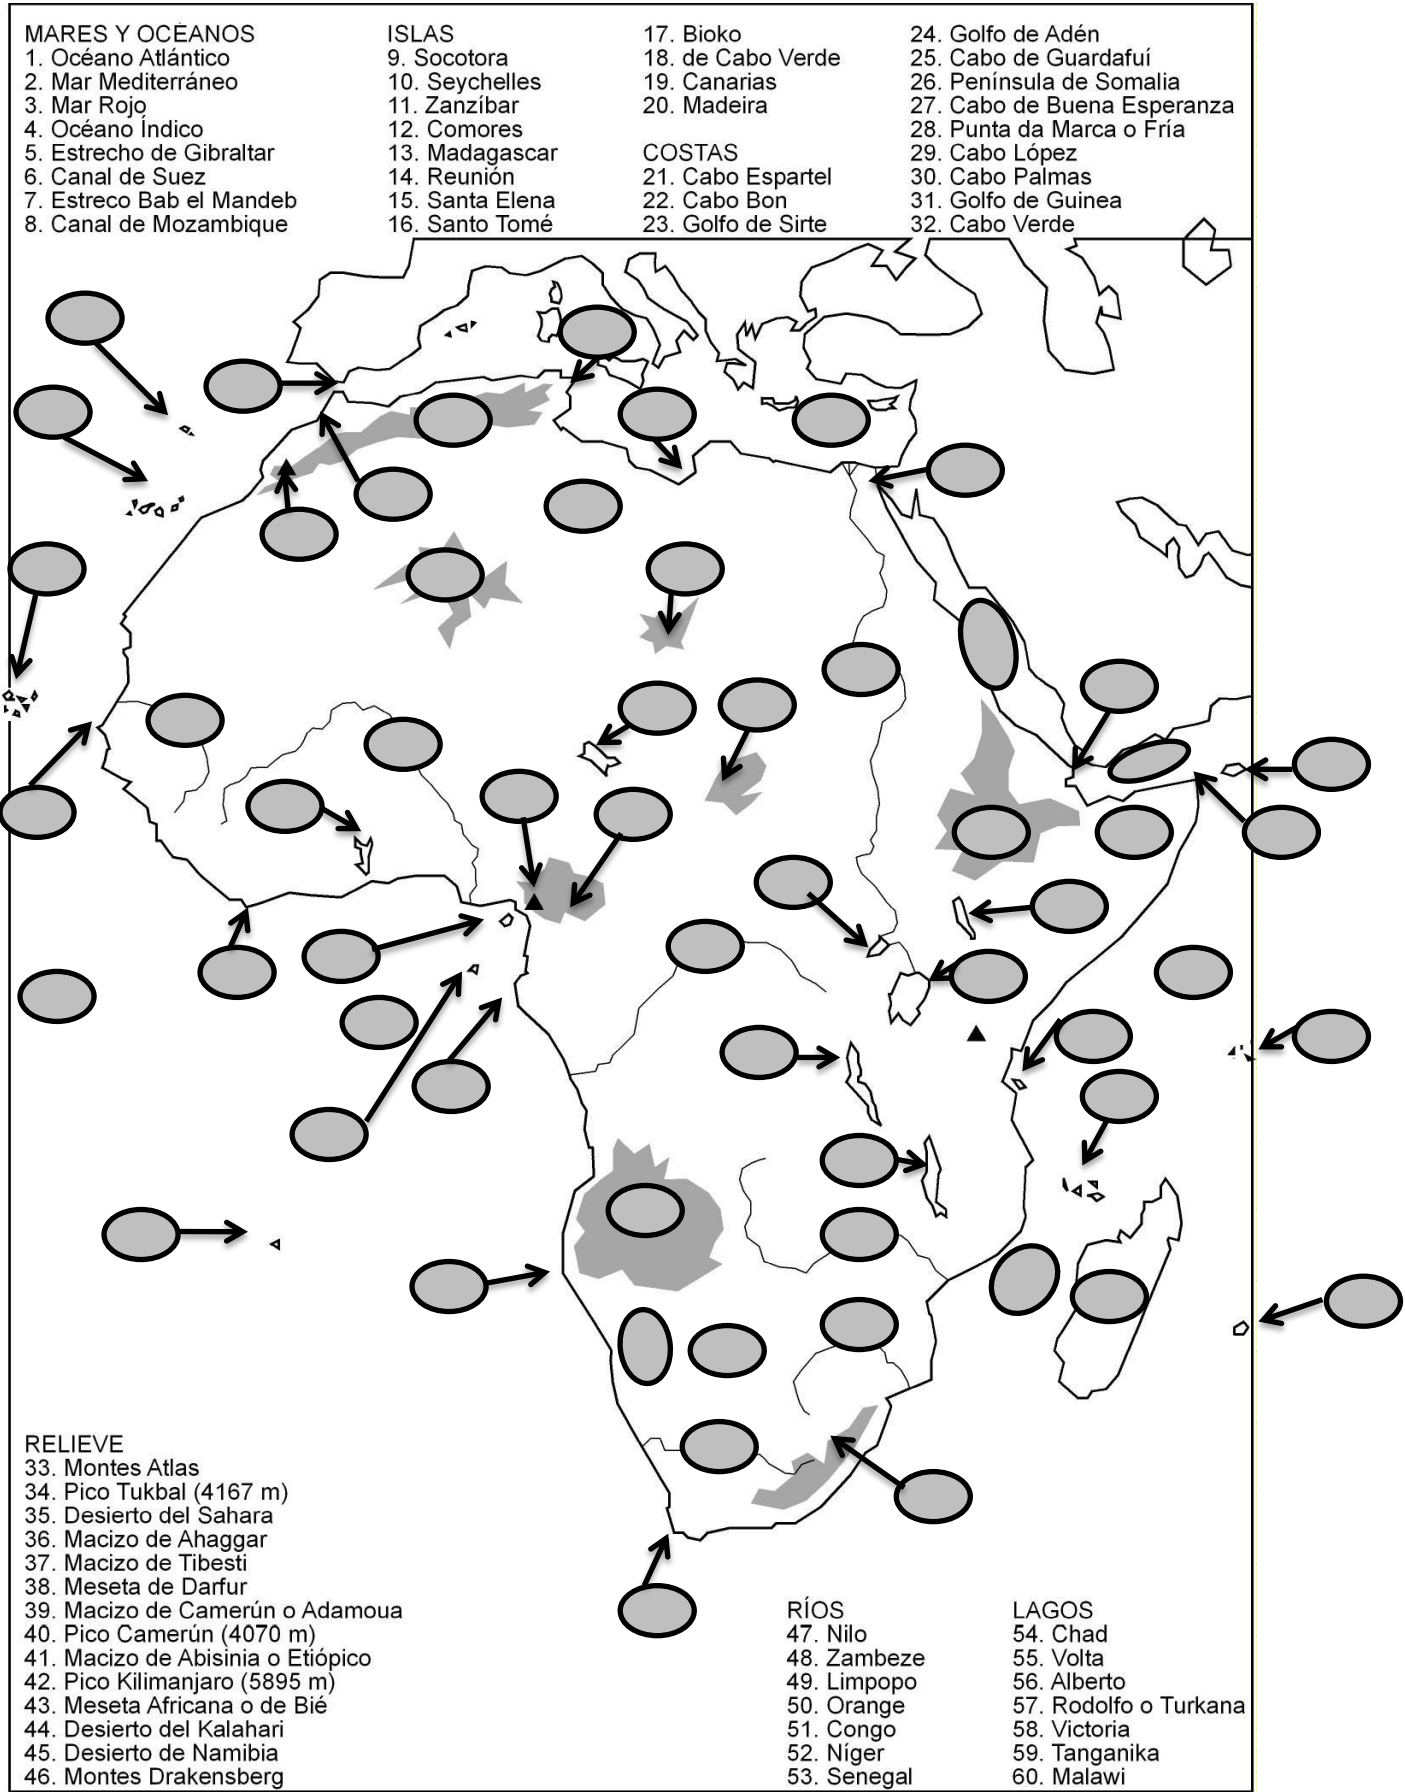 MARES Y OCÉANOS
1. Océano Atlántico
2. Mar Mediterráneo
3. Mar Rojo
4. Océano Índico
5. Estrecho de Gibraltar
6. Canal de Suez
7. Estreco Bab el Mandeb
8. Canal de Mozambique
ISLAS
9. Socotora
10. Seychelles
11. Zanzíbar
12. Comores
13. Madagascar
14. Reunión
15. Santa Elena
16. Santo Tomé
17. Bioko
18. de Cabo Verde
19. Canarias
20. Madeira
COSTAS
21. Cabo Espartel
22. Cabo Bon
23. Golfo de Sirte
24. Golfo de Adén
25. Cabo de Guardafuí
26. Península de Somalia
27. Cabo de Buena Esperanza
28. Punta da Marca o Fría
29. Cabo López
30. Cabo Palmas
31. Golfo de Guinea
32. Cabo Verde
RELIEVE
33. Montes Atlas
34. Pico Tukbal (4167 m)
35. Desierto del Sahara
36. Macizo de Ahaggar
37. Macizo de Tibesti
38. Meseta de Darfur
39. Macizo de Camerún o Adamoua
40. Pico Camerún (4070 m)
41. Macizo de Abisinia o Etiópico
42. Pico Kilimanjaro (5895 m)
43. Meseta Africana o de Bié
44. Desierto del Kalahari
45. Desierto de Namibia
46. Montes Drakensberg
RÍOS
47. Nilo
48. Zambeze
49. Limpopo
50. Orange
51. Congo
52. Níger
53. Senegal
LAGOS
54. Chad
55. Volta
56. Alberto
57. Rodolfo o Turkana
58. Victoria
59. Tanganika
60. Malawi